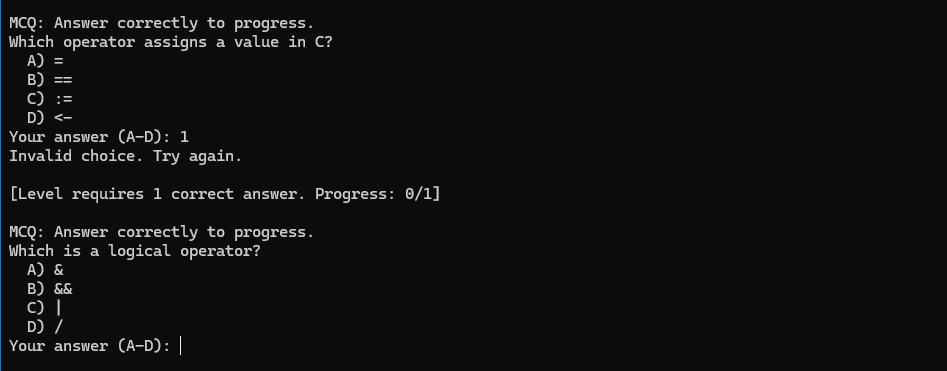 MCQ: Answer correctly to progress.
Which operator assigns a value in C?
A) =
B) ==
C) :=
D) <-
Your answer (A-D): 1
Invalid choice. Try again.
[Level requires 1 correct answer. Progress: 0/1]
MCQ: Answer correctly to progress.
Which is a logical operator?
A) &
B) &&
C) |
D) /
Your answer (A-D):